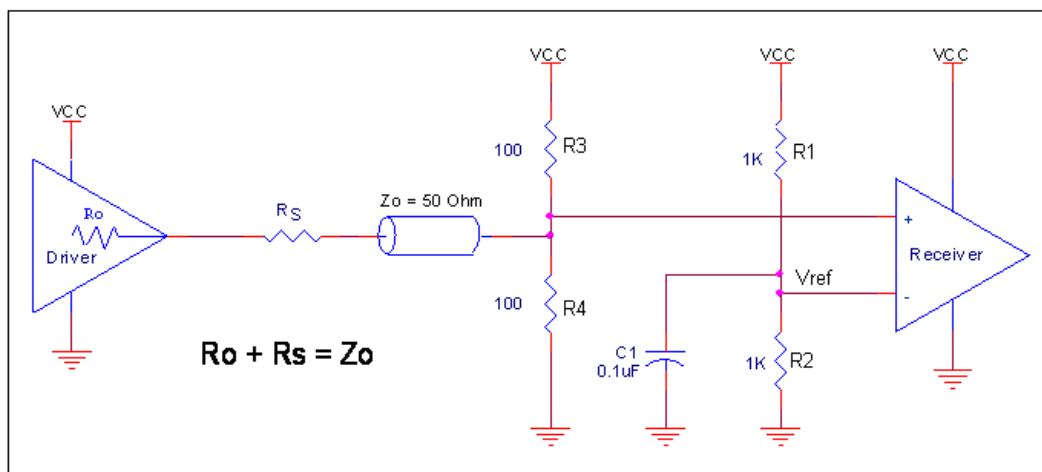 VCC
VCC
VCC
VCC
100
R3
1K
R1
Zo = 50 Ohm
Ro
RS
Driver
+
Receiver
Vref
-
100
R4
Ro + Rs = Zo
C1
0.1uF
1K
R2